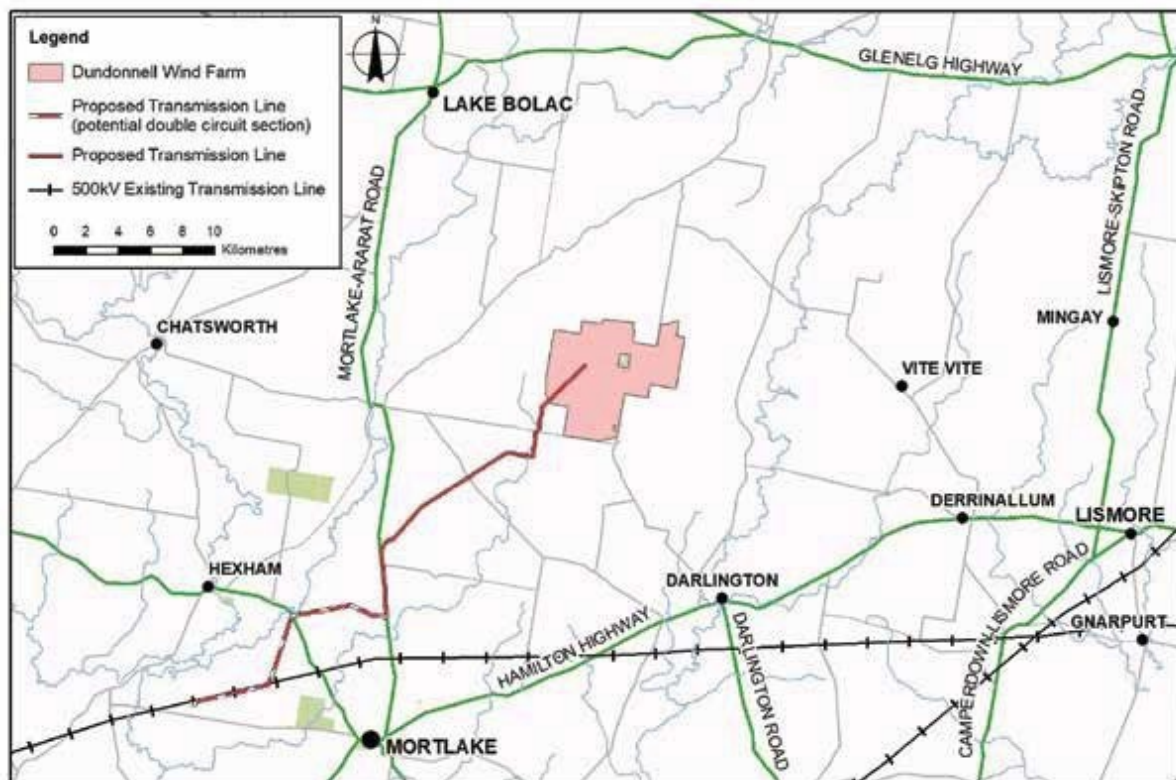 Legend
Dundonnell Wind Farm
Proposed Transmission Line
(potential double circuit section)
Proposed Transmission Line
500kV Existing Transmission Line
0 2 4 6 8 10
Kilometres
N
GLENELG HIGHWAY
LAKE BOLAC
MORTLAKE-ARARAT ROAD
LISMORE-SKIPTON ROAD
CHATSWORTH
MINGAY
VITE VITE
DERRINALLUM
LISMORE
HEXHAM
DARLINGTON
HAMILTON HIGHWAY
DARLINGTON ROAD
CAMPERDOWN-LISMORE ROAD
GNARPURT
MORTLAKE